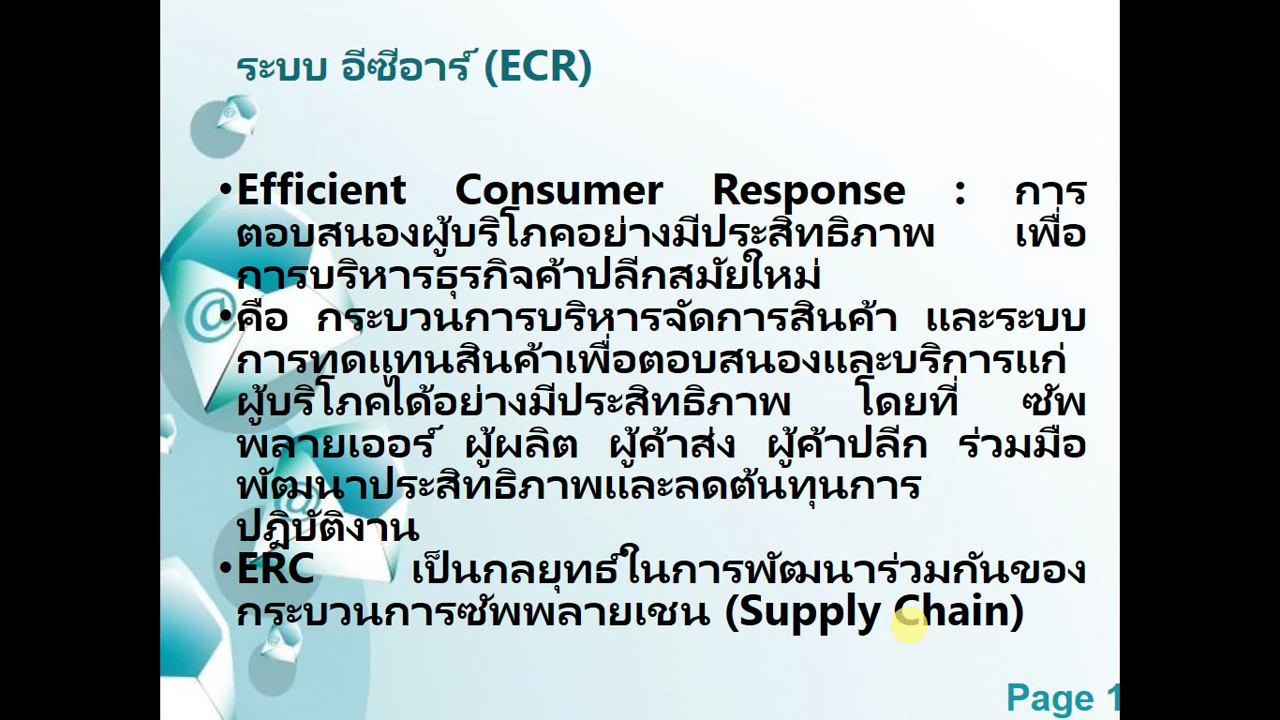 ระบบ อีซีอาร์ (ECR)
•Efficient Consumer Response : การ
ตอบสนองผู้บริโภคอย่างมีประสิทธิภาพ เพื่อ
การบริหารธุรกิจค้าปลีกสมัยใหม่
•คือ กระบวนการบริหารจัดการสินค้า และระบบ
การทดแทนสินค้าเพื่อตอบสนองและบริการแก่
ผู้บริโภคได้อย่างมีประสิทธิภาพ โดยที่ ซัพ
พลายเออร์ ผู้ผลิต ผู้ค้าส่ง ผู้ค้าปลีก ร่วมมือ
พัฒนาประสิทธิภาพและลดต้นทุนการ
ปฎิบัติงาน
•ERC เป็นกลยุทธ์ในการพัฒนาร่วมกันของ
กระบวนการซัพพลายเชน (Supply Chain)
Page 1